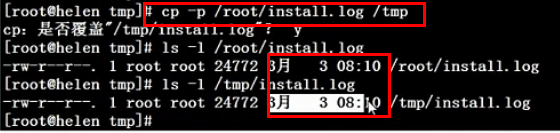 [root@helen tmp]# cp -p /root/install.log /tmp
cp：是否覆盖"/tmp/install.log"？ y
[root@helen tmp]# ls -l /root/install.log
-rw-r--r--. 1 root root 24772 3月   3 08:10 /root/install.log
[root@helen tmp]# ls -l /tmp/install.log
-rw-r--r--. 1 root root 24772 3月   3 08:10 /tmp/install.log
[root@helen tmp]#